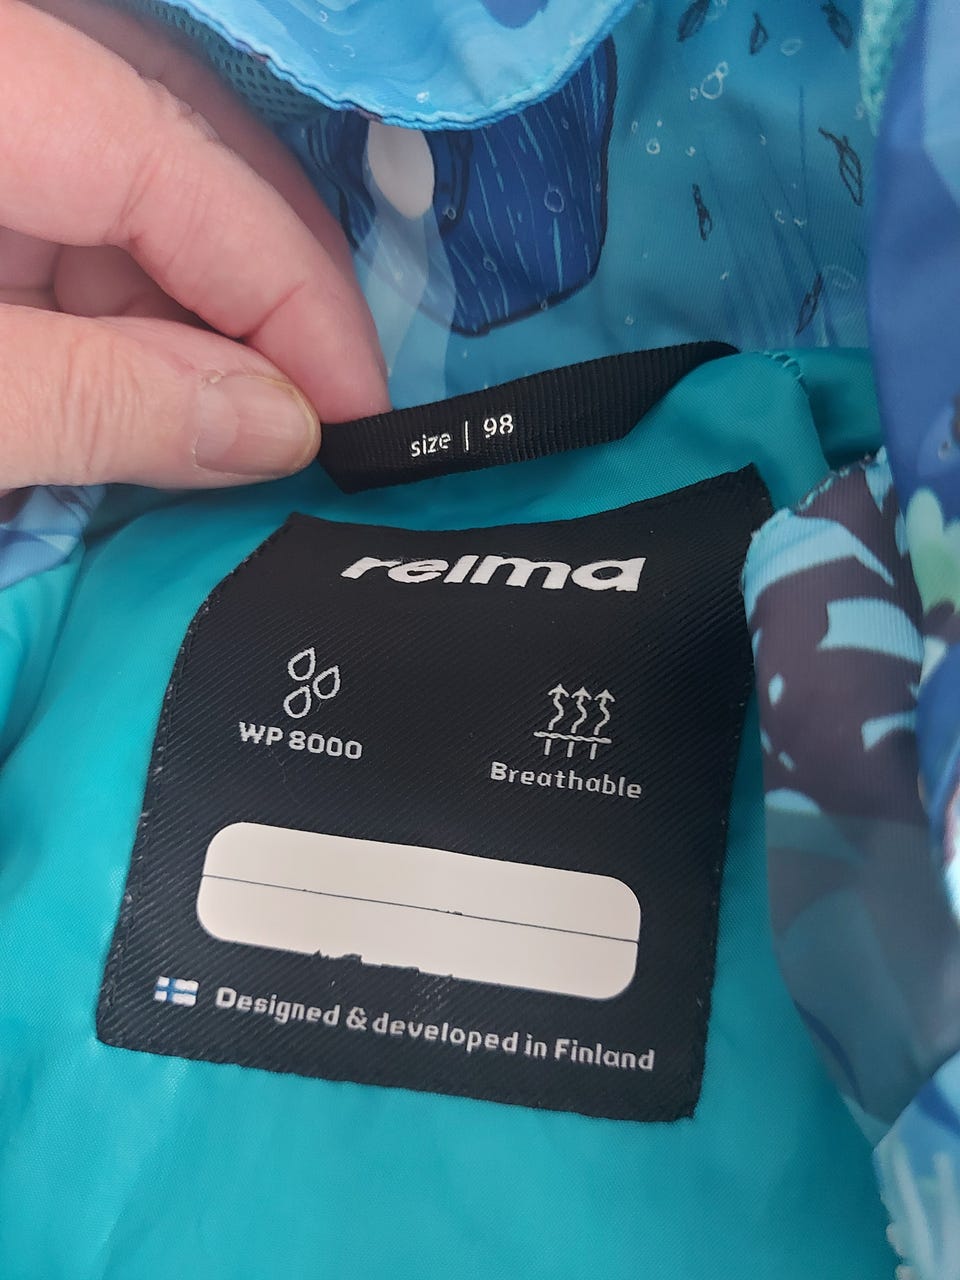 size | 98
reima
WP 8000
Breathable
Designed & developed in Finland